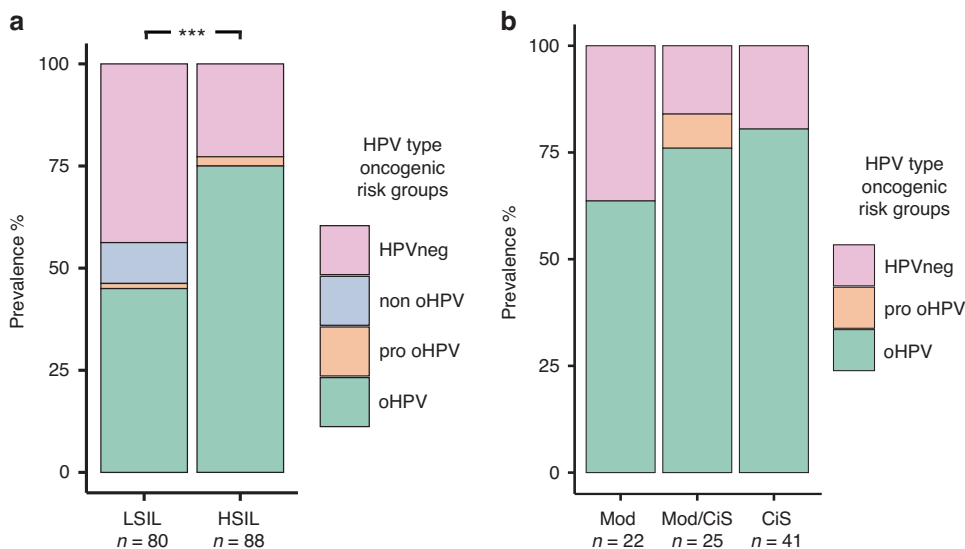 a
***
100
75
50
25
0
Prevalence %
LSIL
n = 80
HSIL
n = 88
HPV type
oncogenic
risk groups
HPVneg
non oHPV
pro oHPV
oHPV
b
100
75
50
25
0
Prevalence %
Mod
n = 22
Mod/CiS
n = 25
CiS
n = 41
HPV type
oncogenic
risk groups
HPVneg
pro oHPV
oHPV